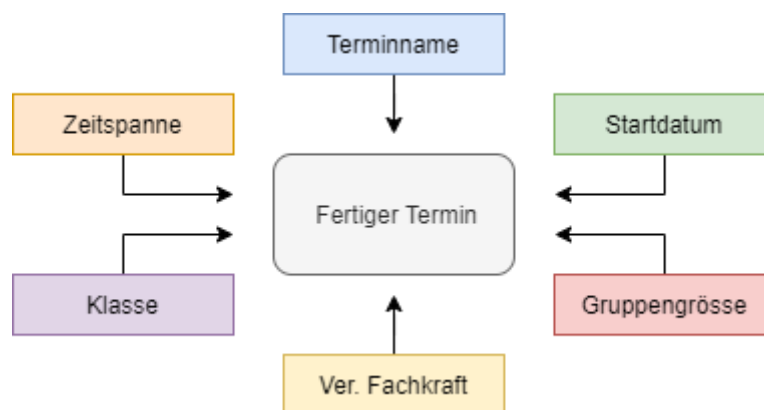 Terminname
Zeitspanne
Startdatum
Fertiger Termin
Klasse
Gruppengrösse
Ver. Fachkraft